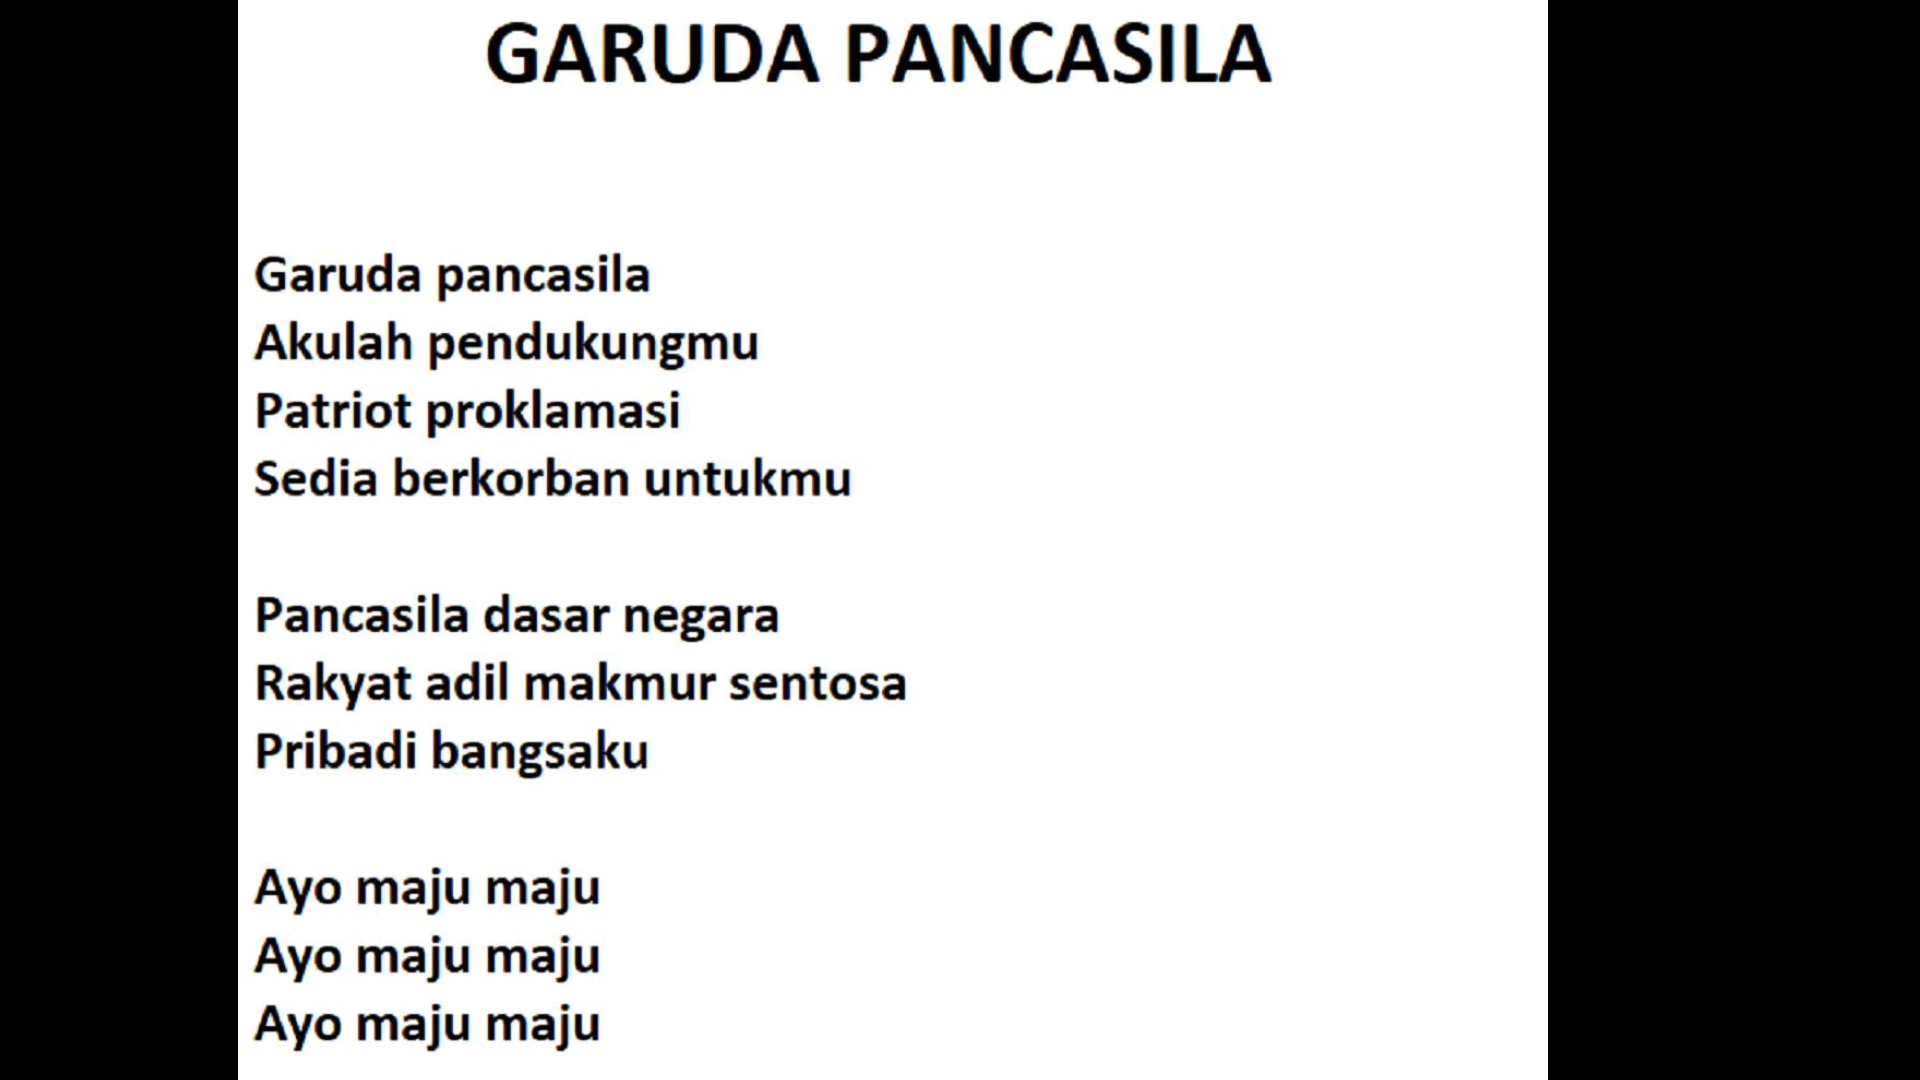 GARUDA PANCASILA
Garuda pancasila
Akulah pendukungmu
Patriot proklamasi
Sedia berkorban untukmu
Pancasila dasar negara
Rakyat adil makmur sentosa
Pribadi bangsaku
Ayo maju maju
Ayo maju maju
Ayo maju maju